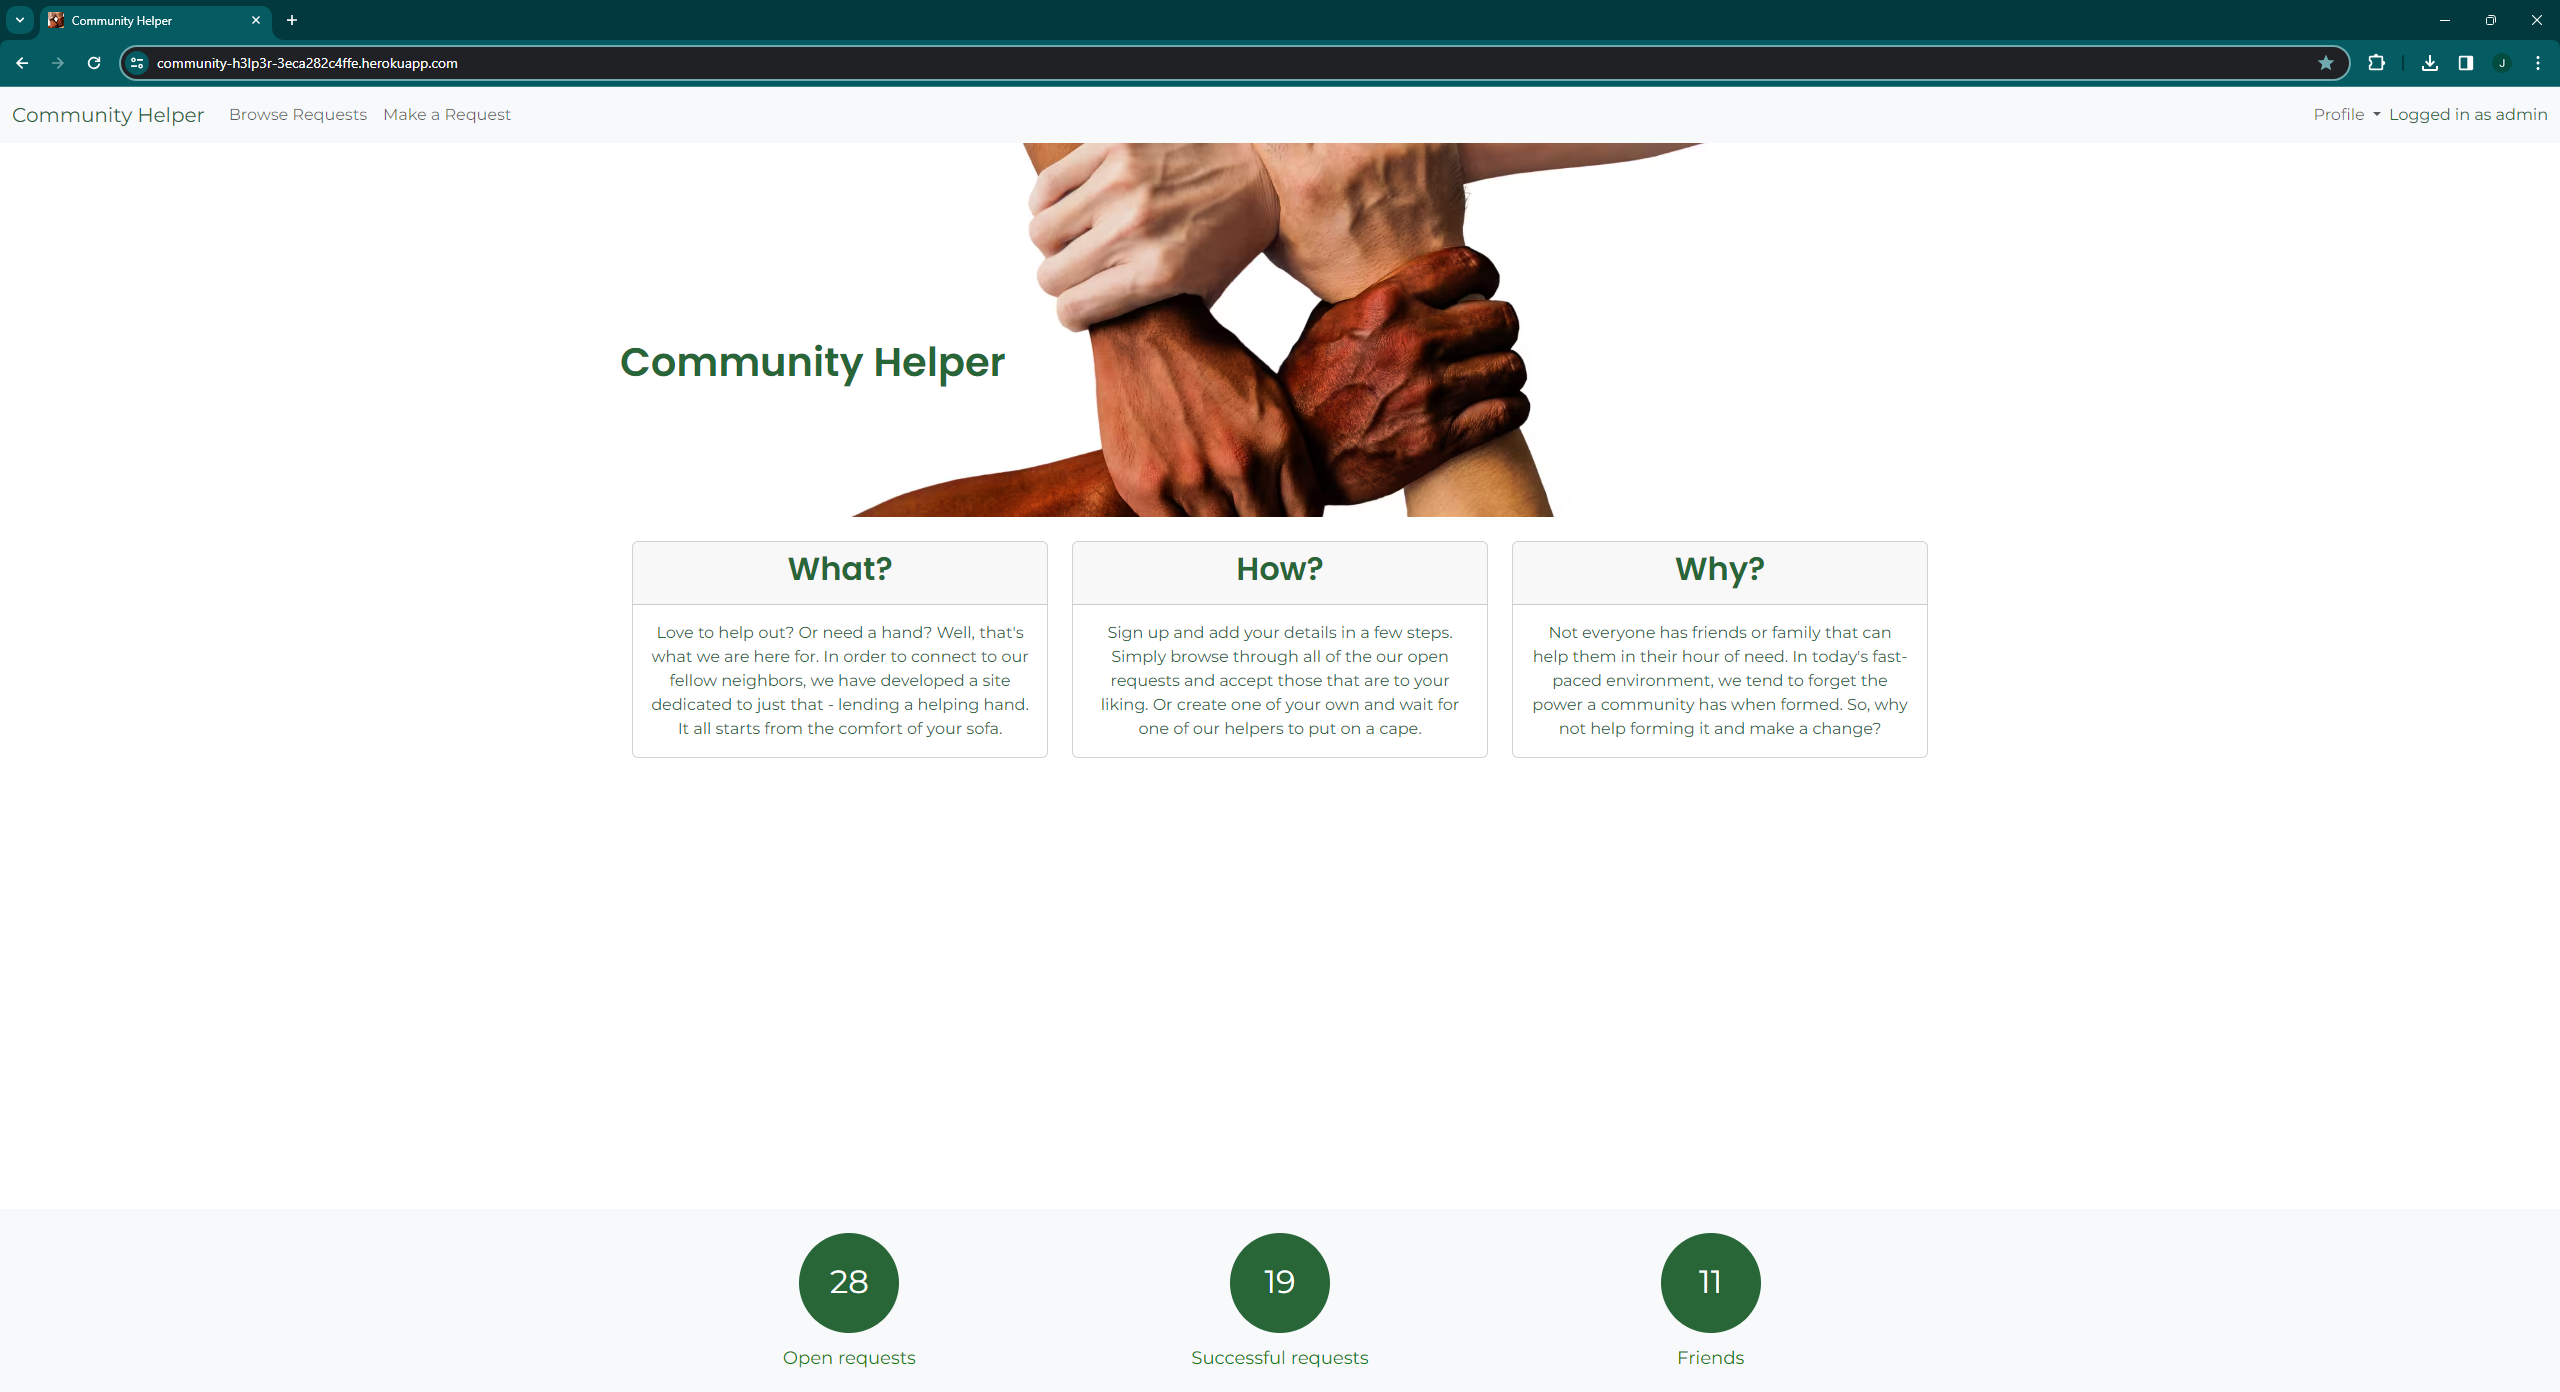 Community Helper
community-h3lp3r-3eca282c4ffe.herokuapp.com
J
Community Helper Browse Requests Make a Request Profile Logged in as admin
Community Helper
What?
Love to help out? Or need a hand? Well, that's
what we are here for. In order to connect to our
fellow neighbors, we have developed a site
dedicated to just that - lending a helping hand.
It all starts from the comfort of your sofa.
How?
Sign up and add your details in a few steps.
Simply browse through all of the our open
requests and accept those that are to your
liking. Or create one of your own and wait for
one of our helpers to put on a cape.
Why?
Not everyone has friends or family that can
help them in their hour of need. In today's fast-
paced environment, we tend to forget the
power a community has when formed. So, why
not help forming it and make a change?
28
Open requests
19
Successful requests
11
Friends